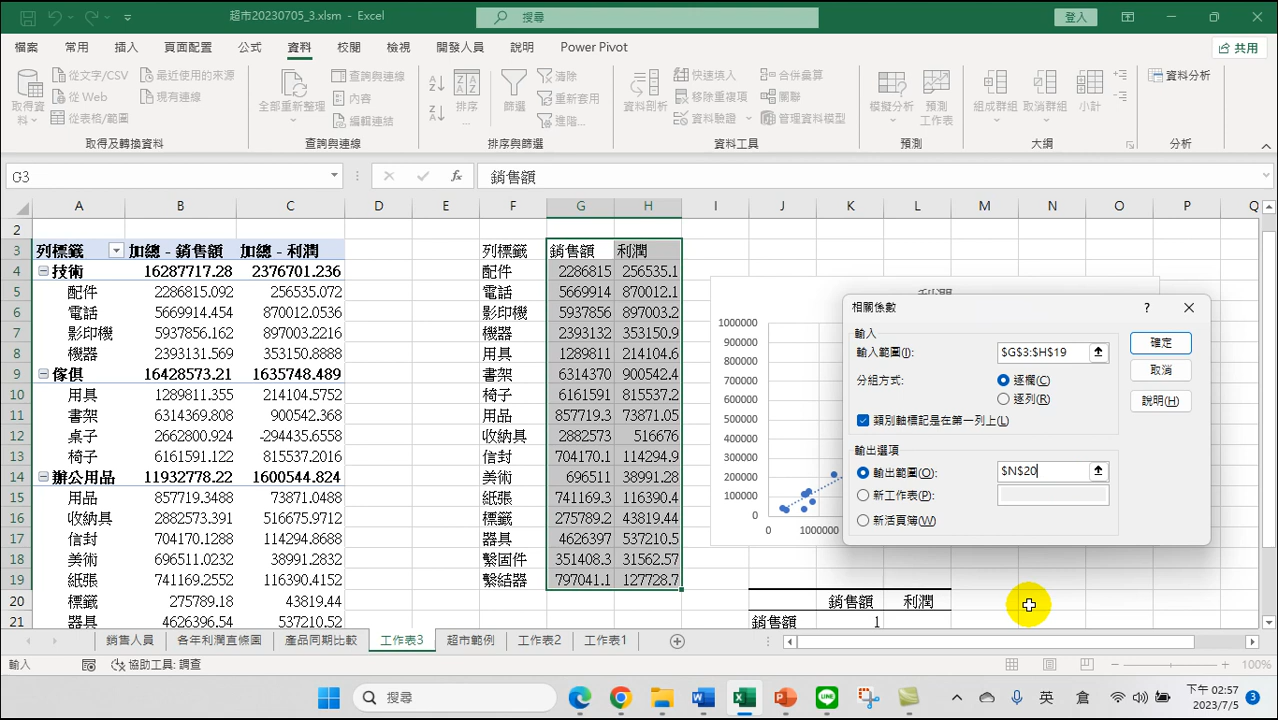 超市20230705_3.xlsm - Excel
搜尋
登入
檔案 常用 插入 頁面配置 公式 資料 校閱 檢視 開發人員 說明 Power Pivot
共用
取得資料
從文字/CSV
從 Web
從表格/範圍
最近使用的來源
現有連線
取得及轉換資料
全部重新整理
查詢與連線
內容
編輯連結
查詢與連線
排序
...
篩選
清除
重新套用
進階...
排序與篩選
資料剖析
快速填入
移除重複項
資料驗證
合併彙算
關聯
管理資料模型
資料工具
模擬分析
預測工作表
預測
組成群組
取消群組
小計
大綱
資料分析
分析
G3
fx
銷售額
A B C D E F G H I J K L M N O P Q
2
3 列標籤 加總 - 銷售額 加總 - 利潤 列標籤 銷售額 利潤
4 技術 16287717.28 2376701.236 配件 2286815 256535.1
5 配件 2286815.092 256535.072 電話 5669914 870012.1
6 電話 5669914.454 870012.0536 影印機 5937856 897003.2
7 影印機 5937856.162 897003.2216 機器 2393132 353150.9
8 機器 2393131.569 353150.8888 用具 1289811 214104.6
9 傢俱 16428573.21 1635748.489 書架 6314370 900542.4
10 用具 1289811.355 214104.5752 椅子 6161591 815537.2
11 書架 6314369.808 900542.368 用品 857719.3 73871.05
12 桌子 2662800.924 -294435.6558 收納具 2882573 516676
13 椅子 6161591.122 815537.2016 信封 704170.1 114294.9
14 辦公用品 11932778.22 1600544.824 美術 696511 38991.28
15 用品 857719.3488 73871.0488 紙張 741169.3 116390.4
16 收納具 2882573.391 516675.9712 標籤 275789.2 43819.44
17 信封 704170.1288 114294.8688 器具 4626397 537210.5
18 美術 696511.0232 38991.2832 繫固件 351408.3 31562.57
19 紙張 741169.2552 116390.4152 繫結器 797041.1 127728.7
20 標籤 275789.18 43819.44 銷售額 利潤
21 器具 4626396.54 537210.52 銷售額 1
利潤
1000000
900000
800000
700000
600000
500000
400000
300000
200000
100000
0
0 1000000
相關係數
?
輸入
輸入範圍(I): $G$3:$H$19
分組方式: 逐欄(C)
逐列(R)
類別軸標記是在第一列上(L)
輸出選項
輸出範圍(O): $N$20
新工作表(P):
新活頁簿(W)
確定
取消
說明(H)
銷售人員 各年利潤直條圖 產品同期比較 工作表3 超市範例 工作表2 工作表1
輸入
協助工具: 調查
100%
搜尋
英
倉
下午 02:57
2023/7/5
3